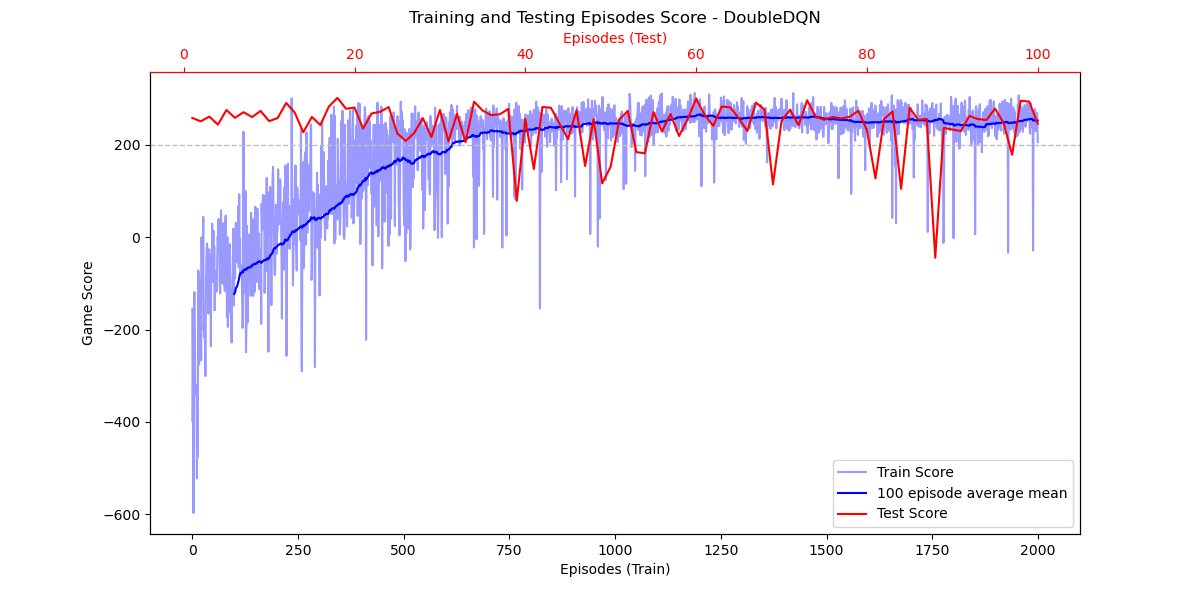 Training and Testing Episodes Score - DoubleDQN
Episodes (Test)
0 20 40 60 80 100
200
0
−200
−400
−600
Game Score
Train Score
100 episode average mean
Test Score
0 250 500 750 1000 1250 1500 1750 2000
Episodes (Train)